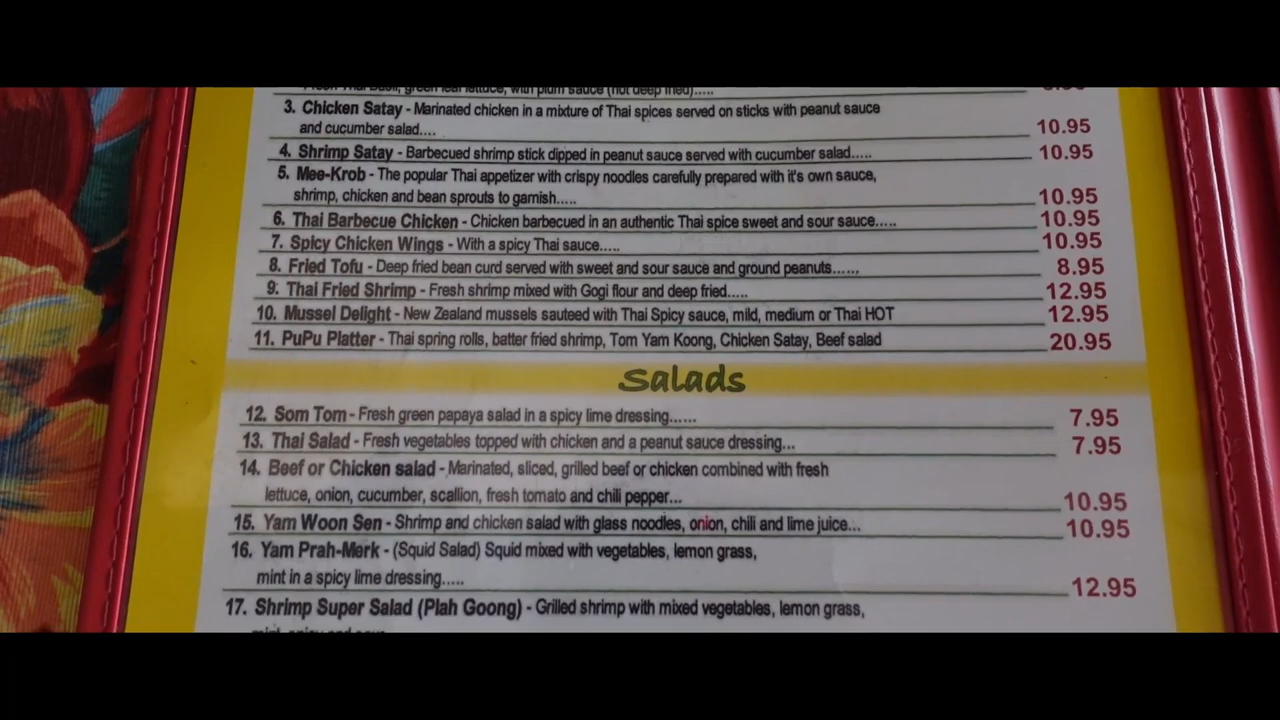 Fresh Thai Basil, green leaf lettuce, with plum sauce (not deep fried).....
3. Chicken Satay - Marinated chicken in a mixture of Thai spices served on sticks with peanut sauce
and cucumber salad.... 10.95
4. Shrimp Satay - Barbecued shrimp stick dipped in peanut sauce served with cucumber salad..... 10.95
5. Mee-Krob - The popular Thai appetizer with crispy noodles carefully prepared with it's own sauce,
shrimp, chicken and bean sprouts to garnish..... 10.95
6. Thai Barbecue Chicken - Chicken barbecued in an authentic Thai spice sweet and sour sauce..... 10.95
7. Spicy Chicken Wings - With a spicy Thai sauce..... 10.95
8. Fried Tofu - Deep fried bean curd served with sweet and sour sauce and ground peanuts...... 8.95
9. Thai Fried Shrimp - Fresh shrimp mixed with Gogi flour and deep fried..... 12.95
10. Mussel Delight - New Zealand mussels sauteed with Thai Spicy sauce, mild, medium or Thai HOT 12.95
11. PuPu Platter - Thai spring rolls, batter fried shrimp, Tom Yam Koong, Chicken Satay, Beef salad 20.95
Salads
12. Som Tom - Fresh green papaya salad in a spicy lime dressing...... 7.95
13. Thai Salad - Fresh vegetables topped with chicken and a peanut sauce dressing... 7.95
14. Beef or Chicken salad - Marinated, sliced, grilled beef or chicken combined with fresh
lettuce, onion, cucumber, scallion, fresh tomato and chili pepper... 10.95
15. Yam Woon Sen - Shrimp and chicken salad with glass noodles, onion, chili and lime juice... 10.95
16. Yam Prah-Merk - (Squid Salad) Squid mixed with vegetables, lemon grass,
mint in a spicy lime dressing..... 12.95
17. Shrimp Super Salad (Plah Goong) - Grilled shrimp with mixed vegetables, lemon grass,